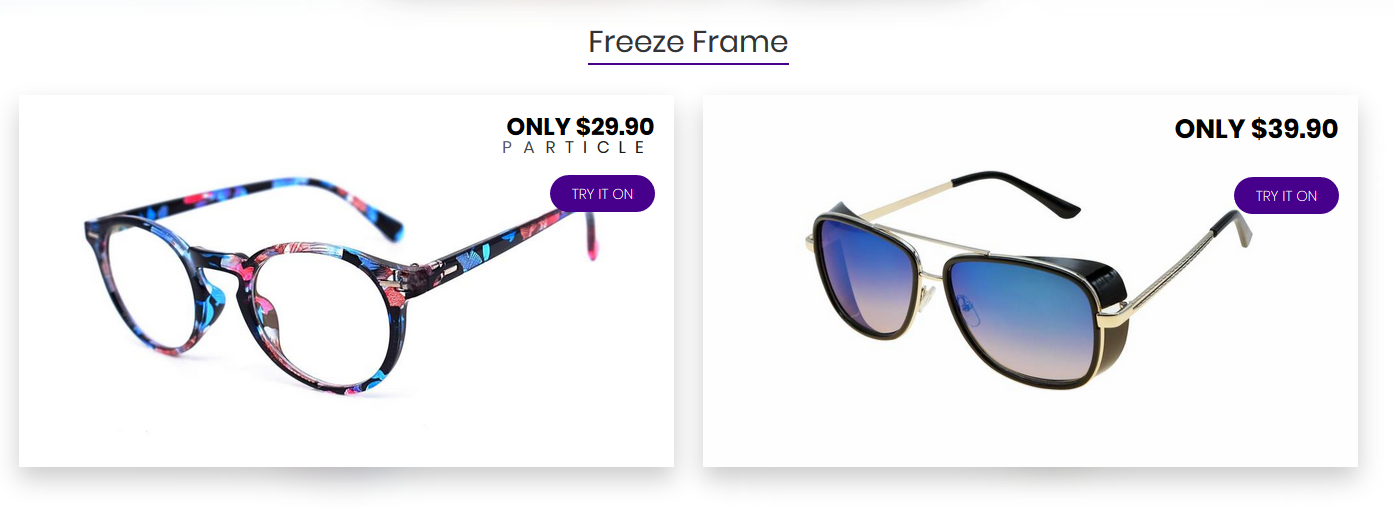 Freeze Frame
ONLY $29.90
PARTICLE
TRY IT ON
ONLY $39.90
TRY IT ON